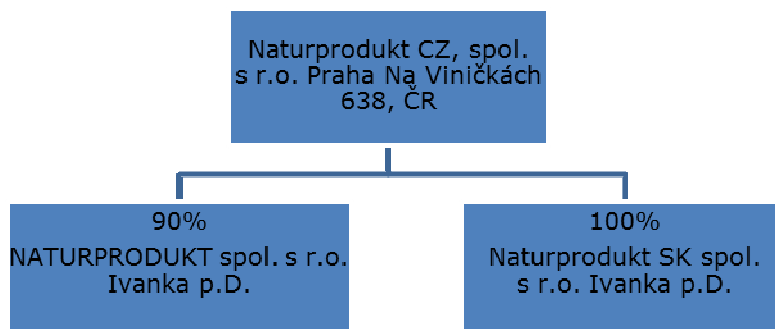 Naturprodukt CZ, spol.
s r.o. Praha Na Viničkách
638, ČR
90%
NATURPRODUKT spol. s r.o.
Ivanka p.D.
100%
Naturprodukt SK spol.
s r.o. Ivanka p.D.